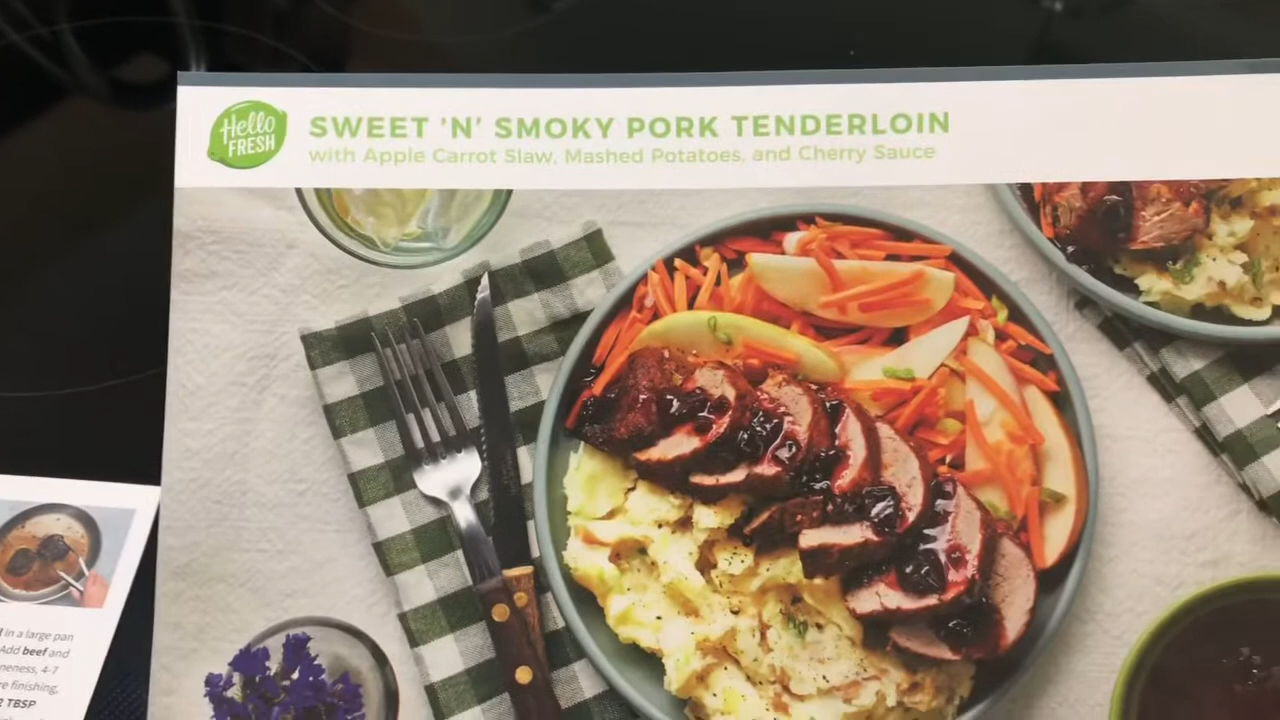 Hello
FRESH
SWEET 'N' SMOKY PORK TENDERLOIN
with Apple Carrot Slaw, Mashed Potatoes, and Cherry Sauce
in a large pan
Add beef and
neness, 4-7
re finishing,
2 TBSP